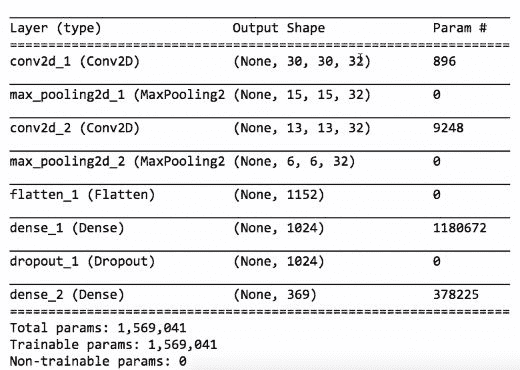 Layer (type) Output Shape Param #
=================================================================
conv2d_1 (Conv2D) (None, 30, 30, 32) 896
max_pooling2d_1 (MaxPooling2 (None, 15, 15, 32) 0
conv2d_2 (Conv2D) (None, 13, 13, 32) 9248
max_pooling2d_2 (MaxPooling2 (None, 6, 6, 32) 0
flatten_1 (Flatten) (None, 1152) 0
dense_1 (Dense) (None, 1024) 1180672
dropout_1 (Dropout) (None, 1024) 0
dense_2 (Dense) (None, 369) 378225
=================================================================
Total params: 1,569,041
Trainable params: 1,569,041
Non-trainable params: 0